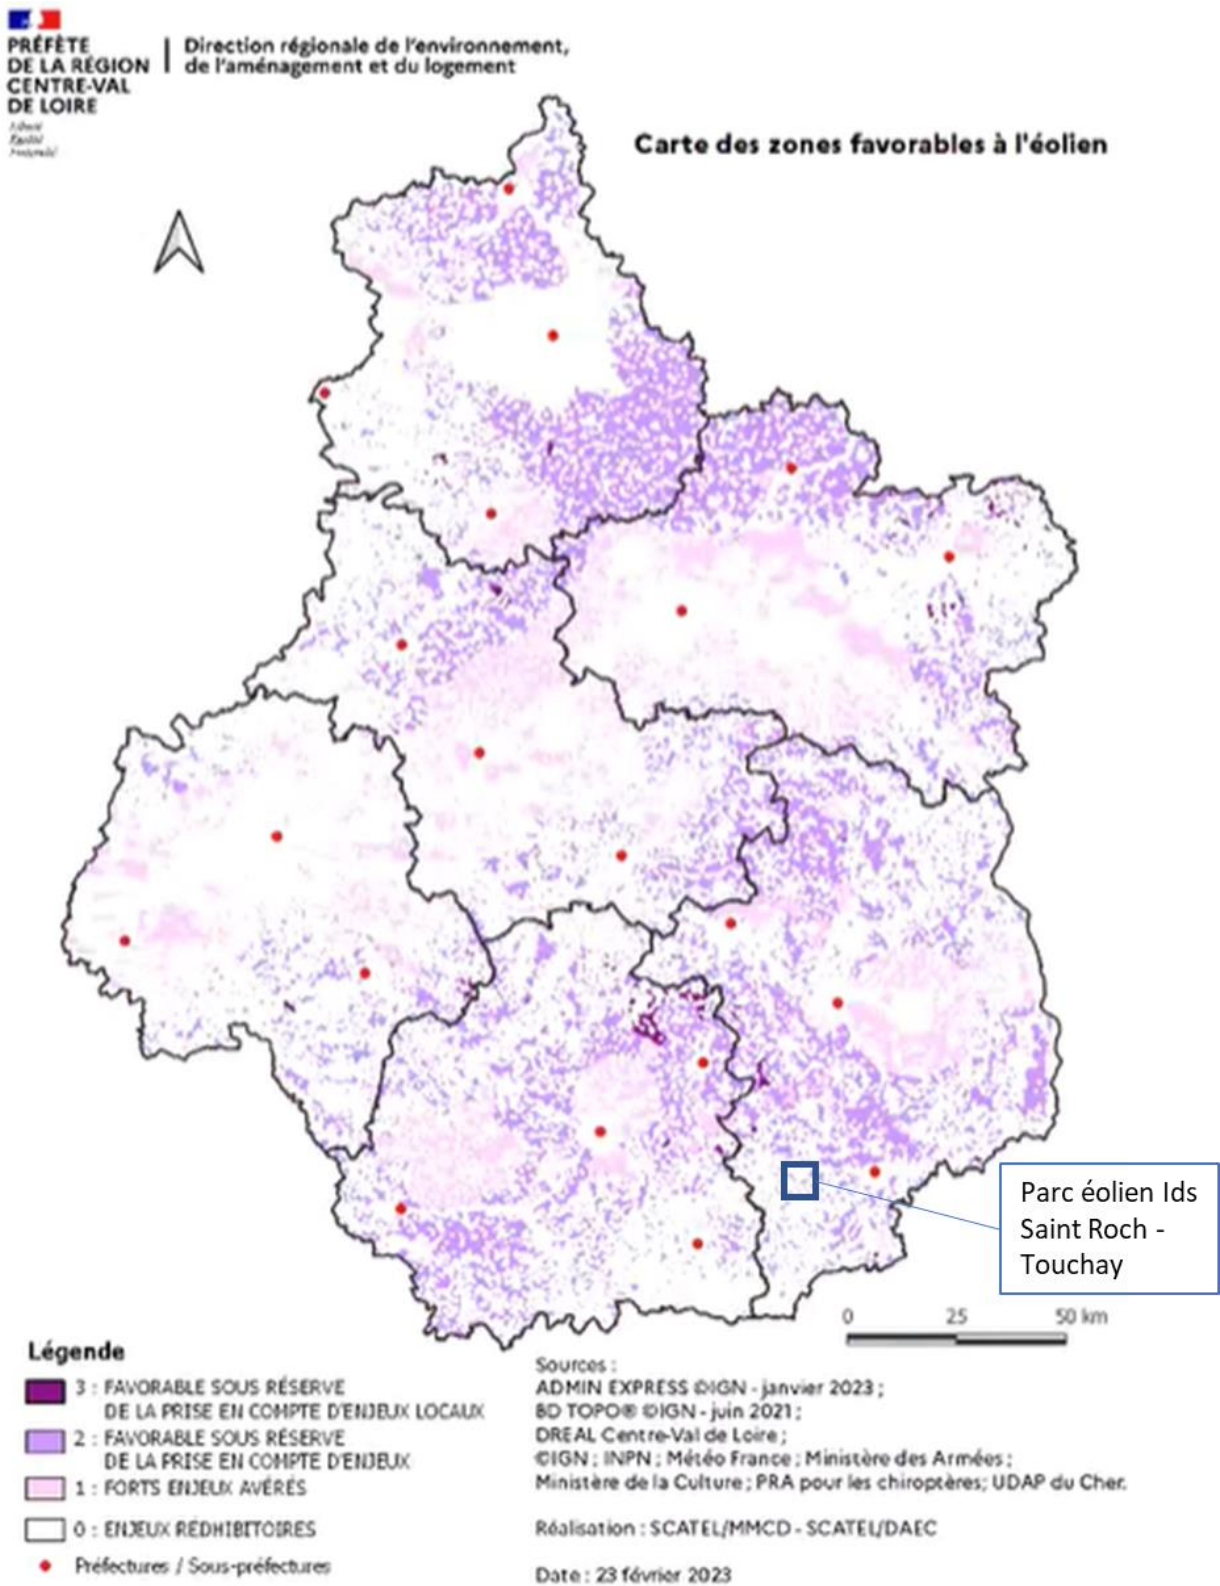 PRÉFÈTE
DE LA RÉGION
CENTRE-VAL
DE LOIRE
Liberté
Égalité
Fraternité
Direction régionale de l'environnement,
de l'aménagement et du logement
Carte des zones favorables à l'éolien
Parc éolien Ids
Saint Roch -
Touchay
0 25 50 km
Légende
3 : FAVORABLE SOUS RÉSERVE
DE LA PRISE EN COMPTE D'ENJEUX LOCAUX
2 : FAVORABLE SOUS RÉSERVE
DE LA PRISE EN COMPTE D'ENJEUX
1 : FORTS ENJEUX AVÉRÉS
0 : ENJEUX RÉDHIBITOIRES
Préfectures / Sous-préfectures
Sources :
ADMIN EXPRESS ©IGN - janvier 2023 ;
BD TOPO® ©IGN - juin 2021 ;
DREAL Centre-Val de Loire ;
©IGN ; INPN ; Météo France ; Ministère des Armées ;
Ministère de la Culture ; PRA pour les chiroptères; UDAP du Cher.
Réalisation : SCATEL/MMCD - SCATEL/DAEC
Date : 23 février 2023